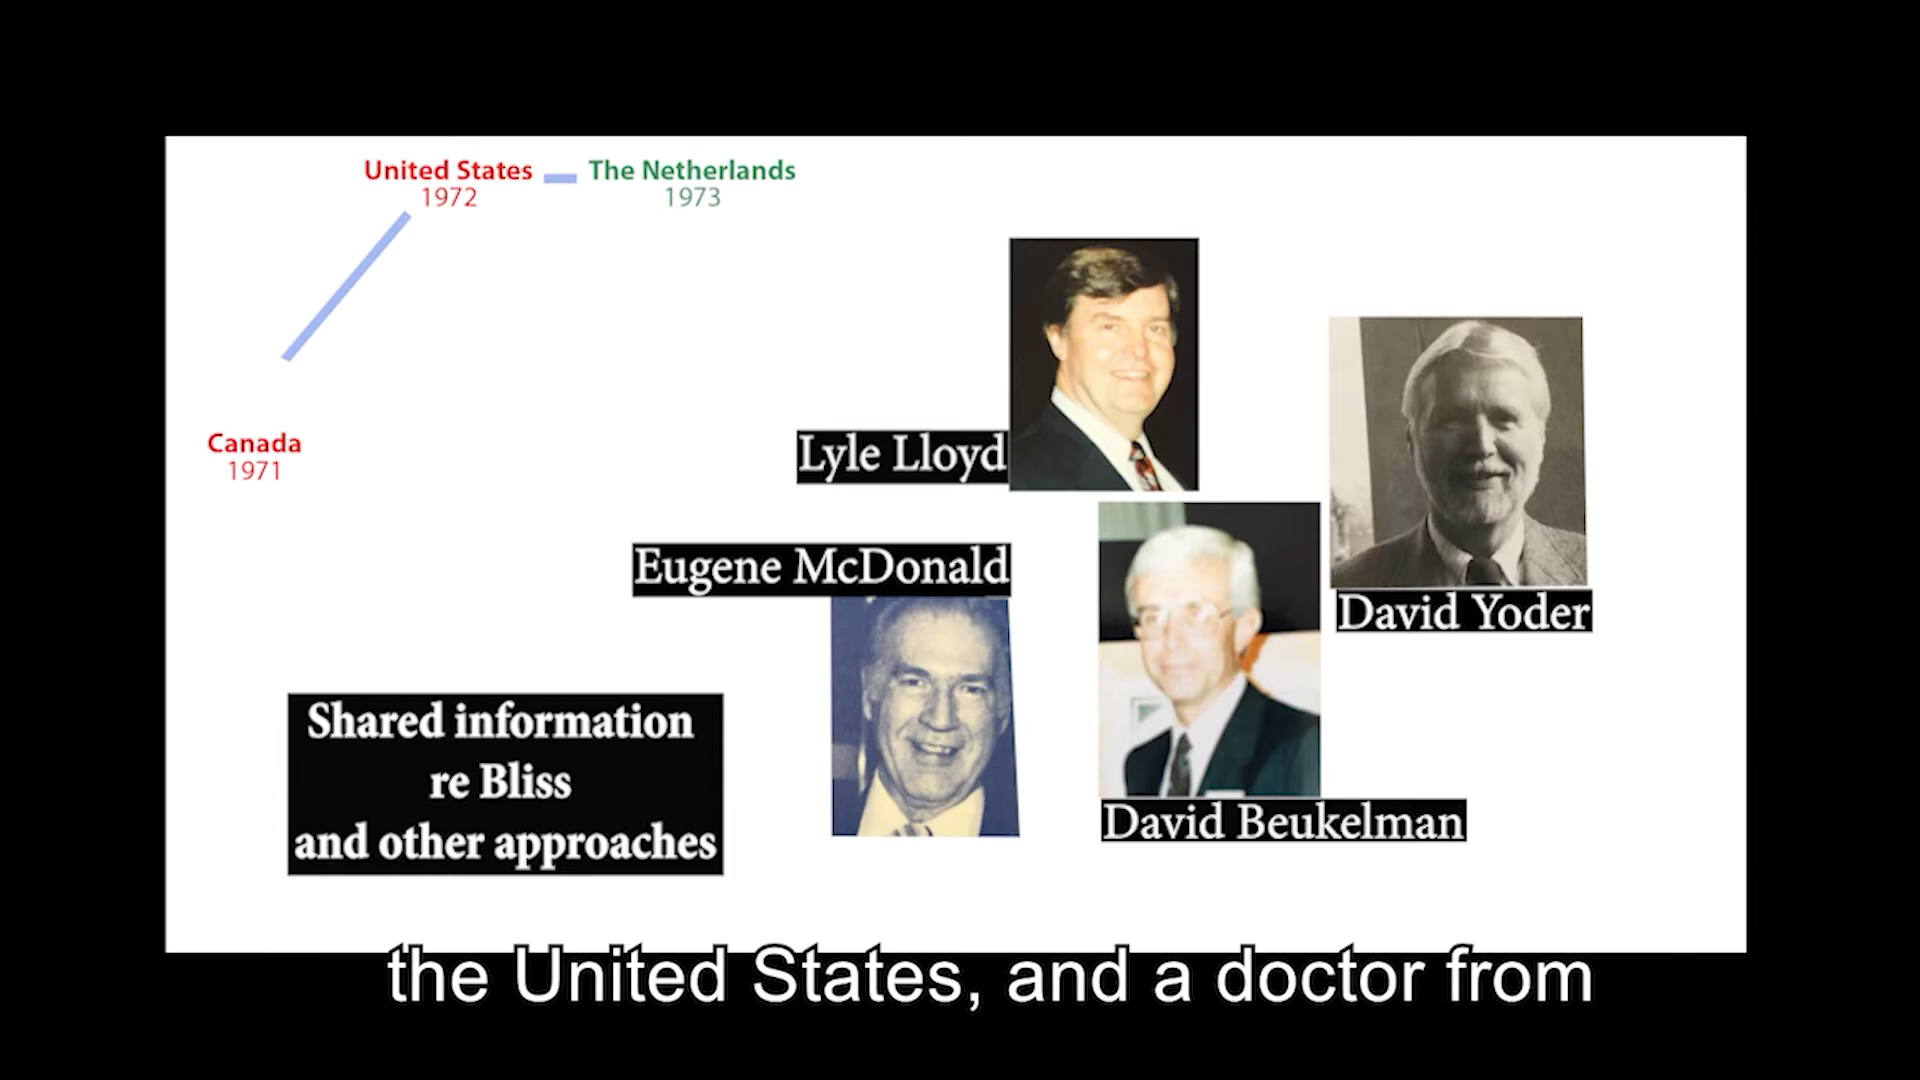 United States
1972
The Netherlands
1973
Canada
1971
Lyle Lloyd
Eugene McDonald
David Yoder
Shared information
re Bliss
and other approaches
David Beukelman
the United States, and a doctor from